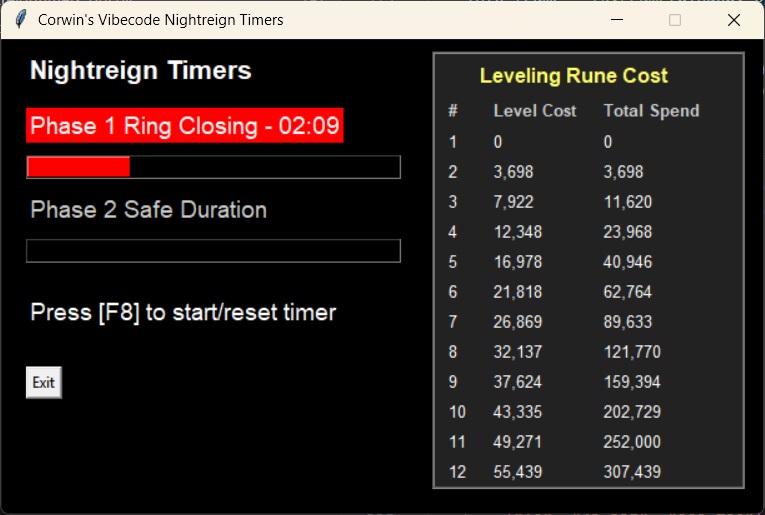 Corwin's Vibecode Nightreign Timers
Nightreign Timers
Phase 1 Ring Closing - 02:09
Phase 2 Safe Duration
Press [F8] to start/reset timer
Exit
Leveling Rune Cost
# Level Cost Total Spend
1 0 0
2 3,698 3,698
3 7,922 11,620
4 12,348 23,968
5 16,978 40,946
6 21,818 62,764
7 26,869 89,633
8 32,137 121,770
9 37,624 159,394
10 43,335 202,729
11 49,271 252,000
12 55,439 307,439